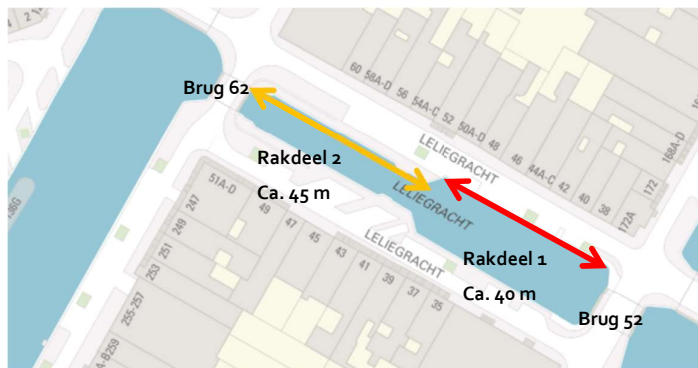 Brug 62
Rakdeel 2
Ca. 45 m
Rakdeel 1
Ca. 40 m
Brug 52
LELIEGRACHT
LELIEGRACHT
LELIEGRACHT
60
58A-D
56
54A-C
52
50A-D
48
46
44A-C
42
40
38
172A
172
168A-D
51A-D
49
47
45
43
41
39
37
35
247
249
251
253
255-257
A-B259
136G